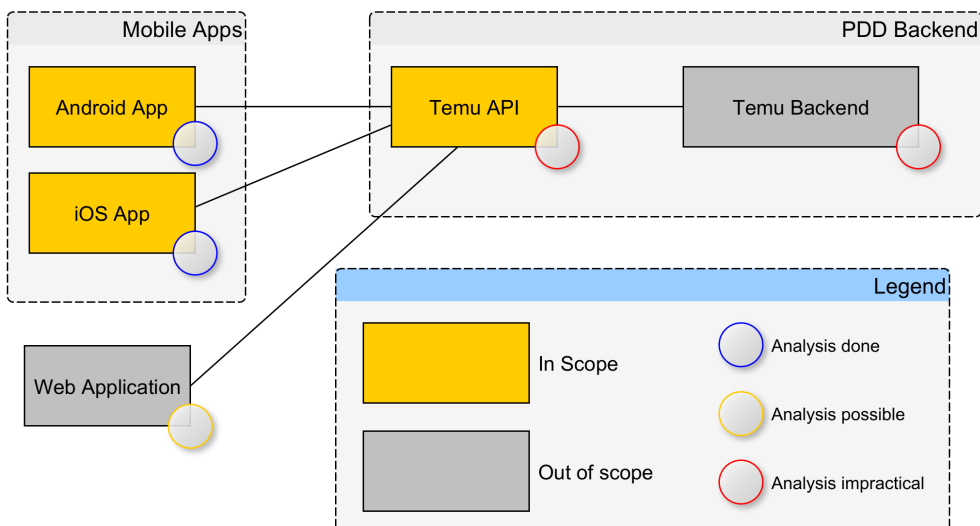 Mobile Apps
PDD Backend
Android App
Temu API
Temu Backend
iOS App
Legend
Web Application
In Scope
Out of scope
Analysis done
Analysis possible
Analysis impractical